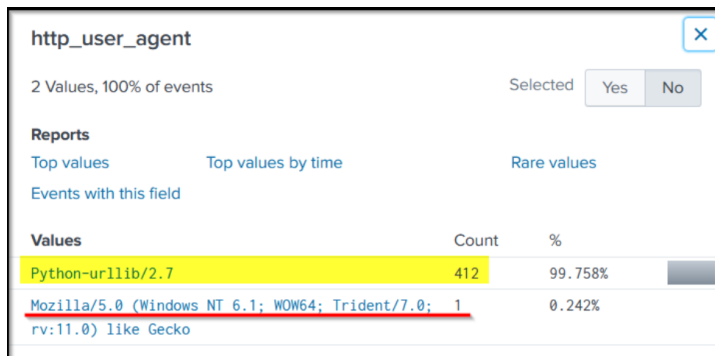 http_user_agent
2 Values, 100% of events
Selected Yes No
Reports
Top values Top values by time Rare values
Events with this field
Values Count %
Python-urllib/2.7 412 99.758%
Mozilla/5.0 (Windows NT 6.1; WOW64; Trident/7.0; 1 0.242%
rv:11.0) like Gecko